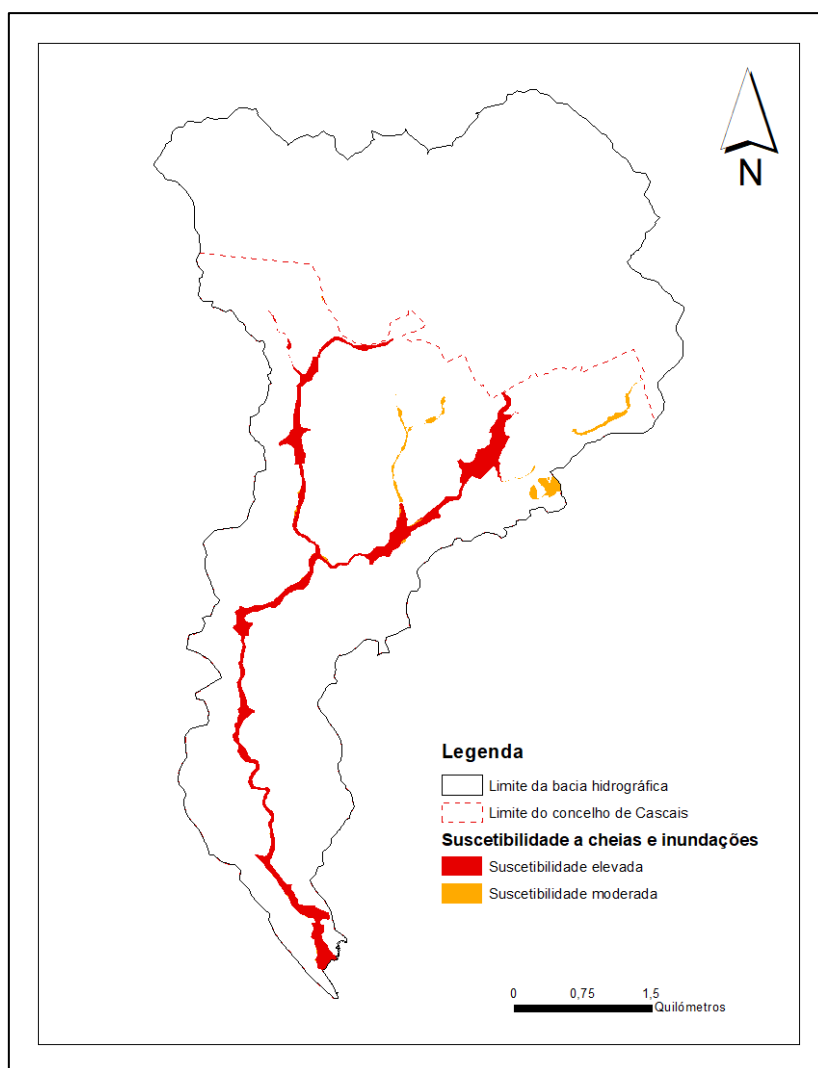 N
Legenda
Limite da bacia hidrográfica
Limite do concelho de Cascais
Suscetibilidade a cheias e inundações
Suscetibilidade elevada
Suscetibilidade moderada
0 0,75 1,5
Quilómetros